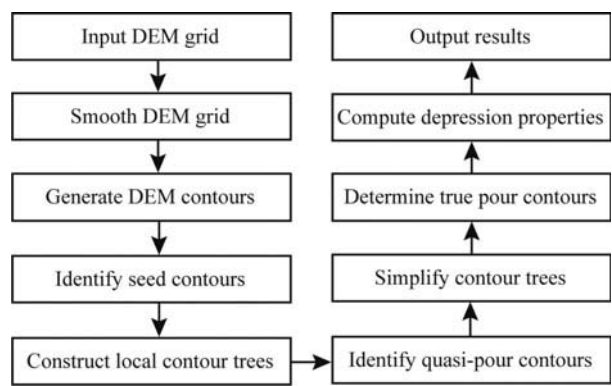 Input DEM grid
Smooth DEM grid
Generate DEM contours
Identify seed contours
Construct local contour trees
Identify quasi-pour contours
Simplify contour trees
Determine true pour contours
Compute depression properties
Output results